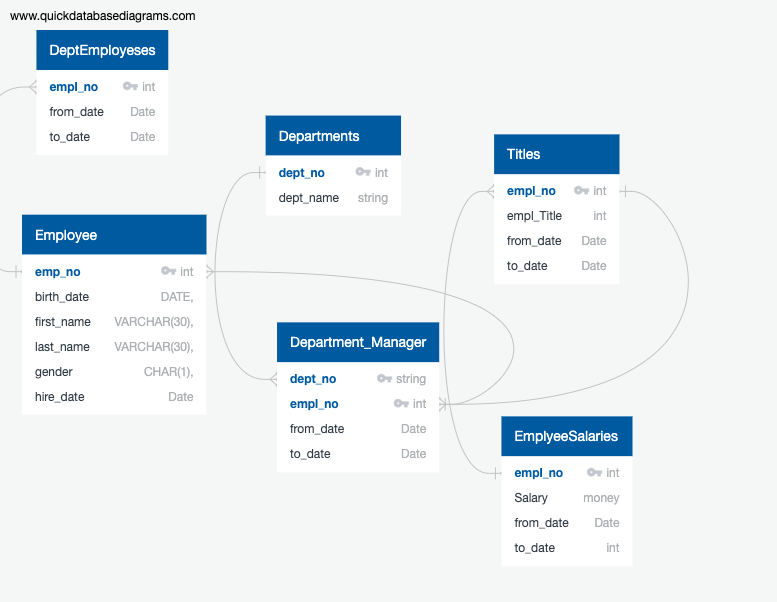 www.quickdatabasediagrams.com
DeptEmployeses
empl_no int
from_date Date
to_date Date
Departments
dept_no int
dept_name string
Titles
empl_no int
empl_Title int
from_date Date
to_date Date
Employee
emp_no int
birth_date DATE,
first_name VARCHAR(30),
last_name VARCHAR(30),
gender CHAR(1),
hire_date Date
Department_Manager
dept_no string
empl_no int
from_date Date
to_date Date
EmplyeeSalaries
empl_no int
Salary money
from_date Date
to_date int